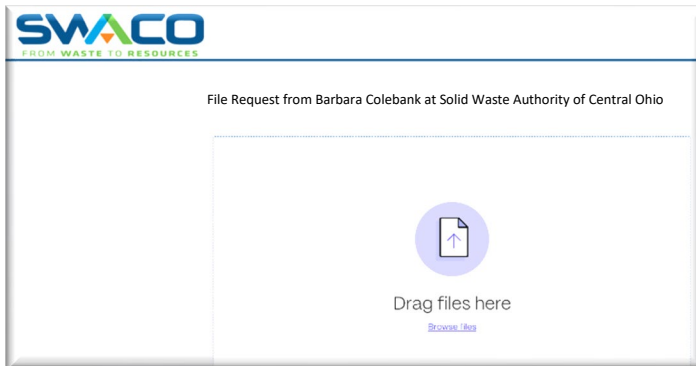 SWACO
FROM WASTE TO RESOURCES
File Request from Barbara Colebank at Solid Waste Authority of Central Ohio
Drag files here
Browse files